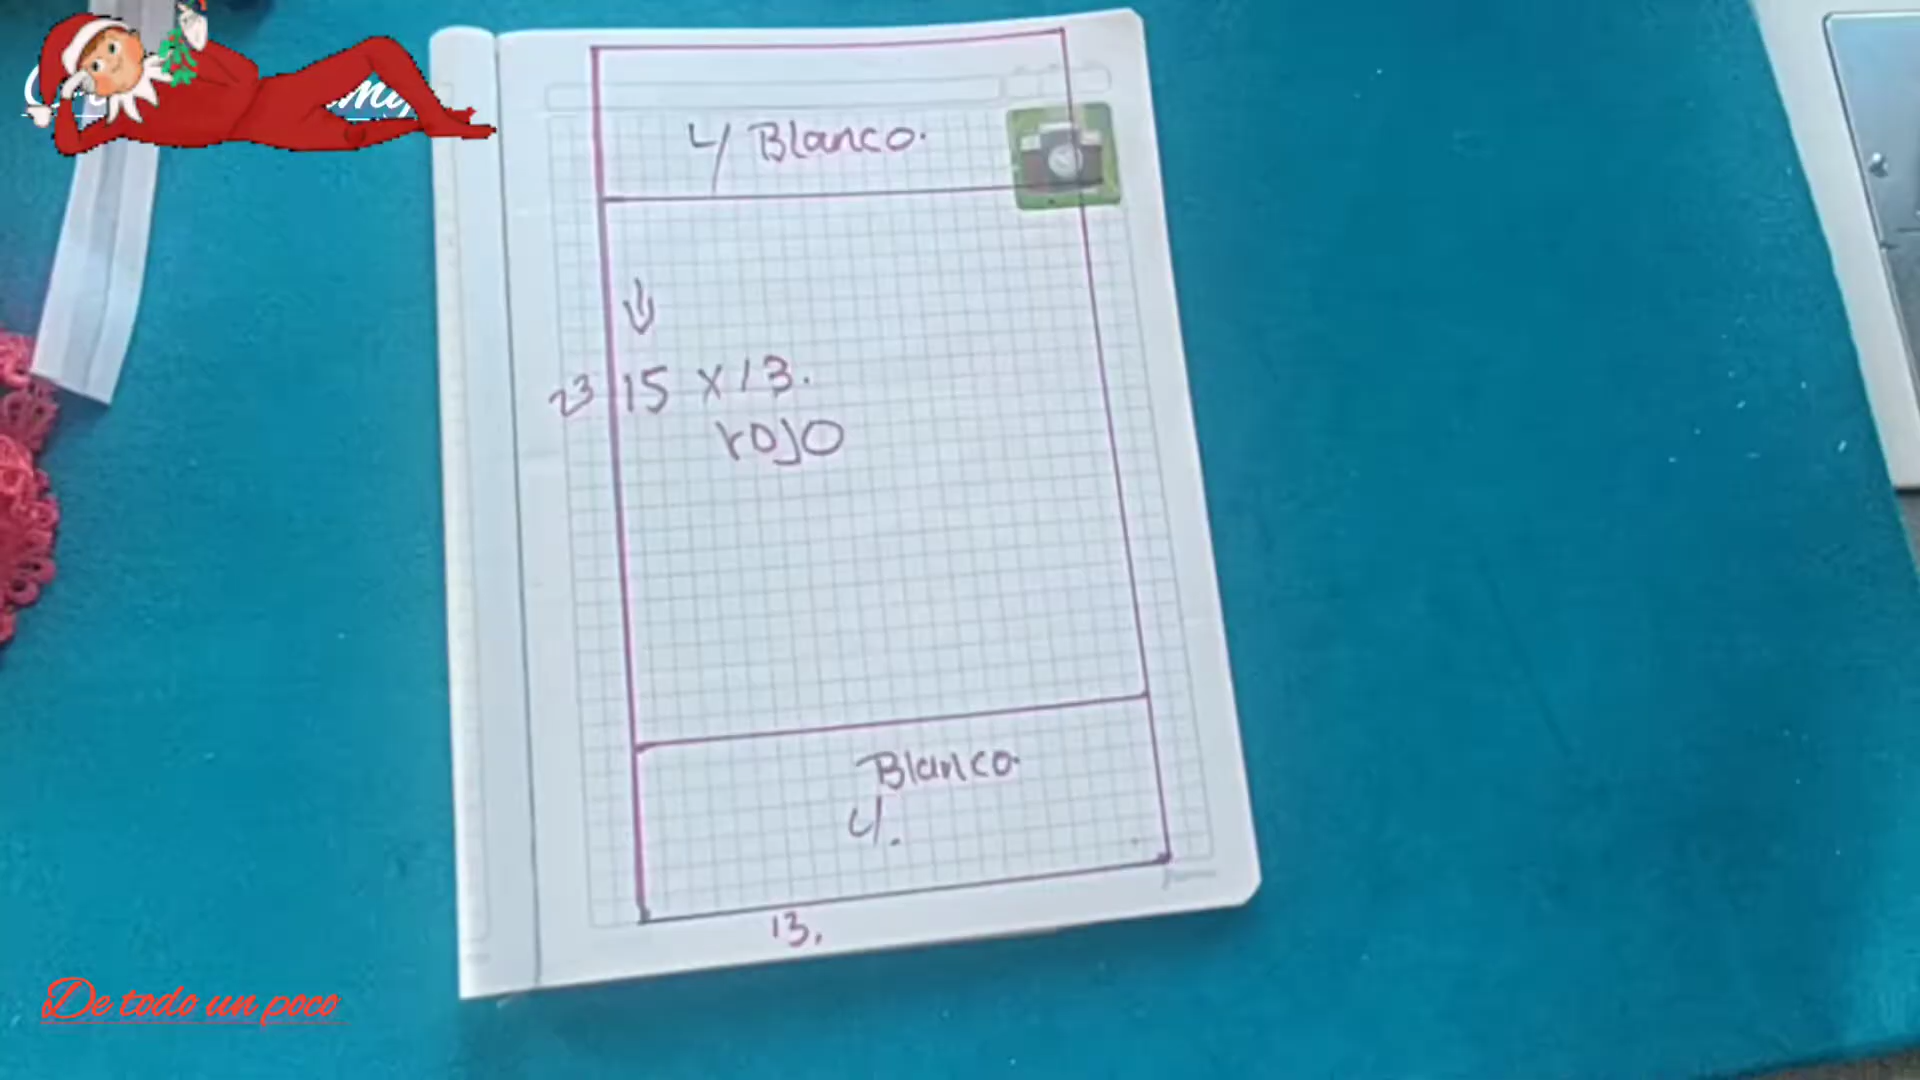 4 Blanco.
23 15 x 13.
rojo
Blanco.
4.
13.
De todo un poco